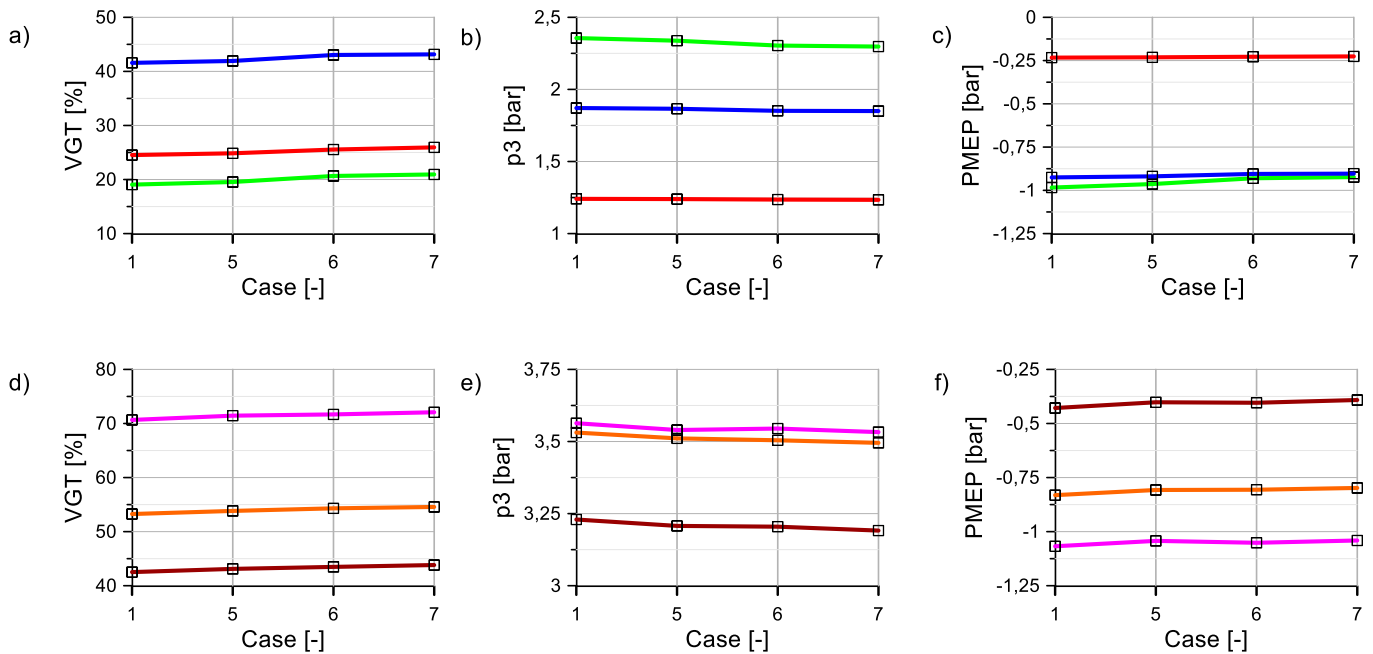 a)
VGT [%]
50
40
30
20
10
1 5 6 7
Case [-]
b)
p3 [bar]
2,5
2
1,5
1
1 5 6 7
Case [-]
c)
PMEP [bar]
0
-0,25
-0,5
-0,75
-1
-1,25
1 5 6 7
Case [-]
d)
VGT [%]
80
70
60
50
40
1 5 6 7
Case [-]
e)
p3 [bar]
3,75
3,5
3,25
3
1 5 6 7
Case [-]
f)
PMEP [bar]
-0,25
-0,5
-0,75
-1
-1,25
1 5 6 7
Case [-]